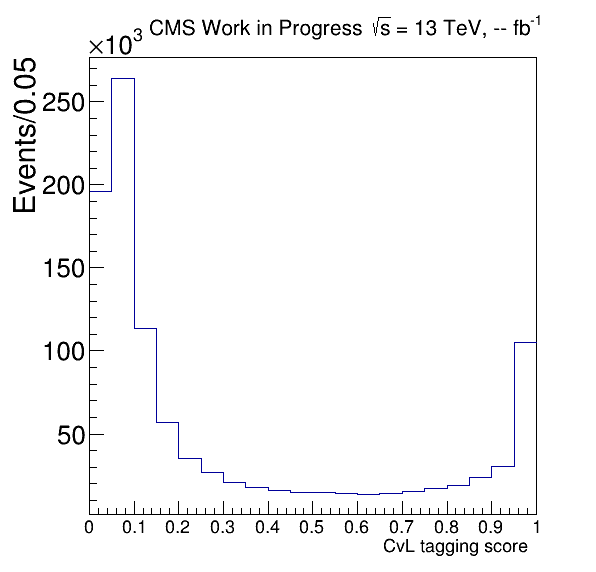 ×10³ CMS Work in Progress √s = 13 TeV, -- fb⁻¹
Events/0.05
250
200
150
100
50
0 0.1 0.2 0.3 0.4 0.5 0.6 0.7 0.8 0.9 1
CvL tagging score